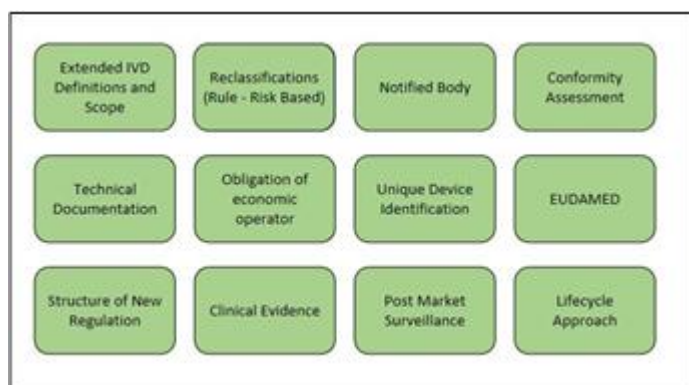 Extended IVD
Definitions and
Scope
Reclassifications
(Rule - Risk Based)
Notified Body
Conformity
Assessment
Technical
Documentation
Obligation of
economic
operator
Unique Device
Identification
EUDAMED
Structure of New
Regulation
Clinical Evidence
Post Market
Surveillance
Lifecycle
Approach